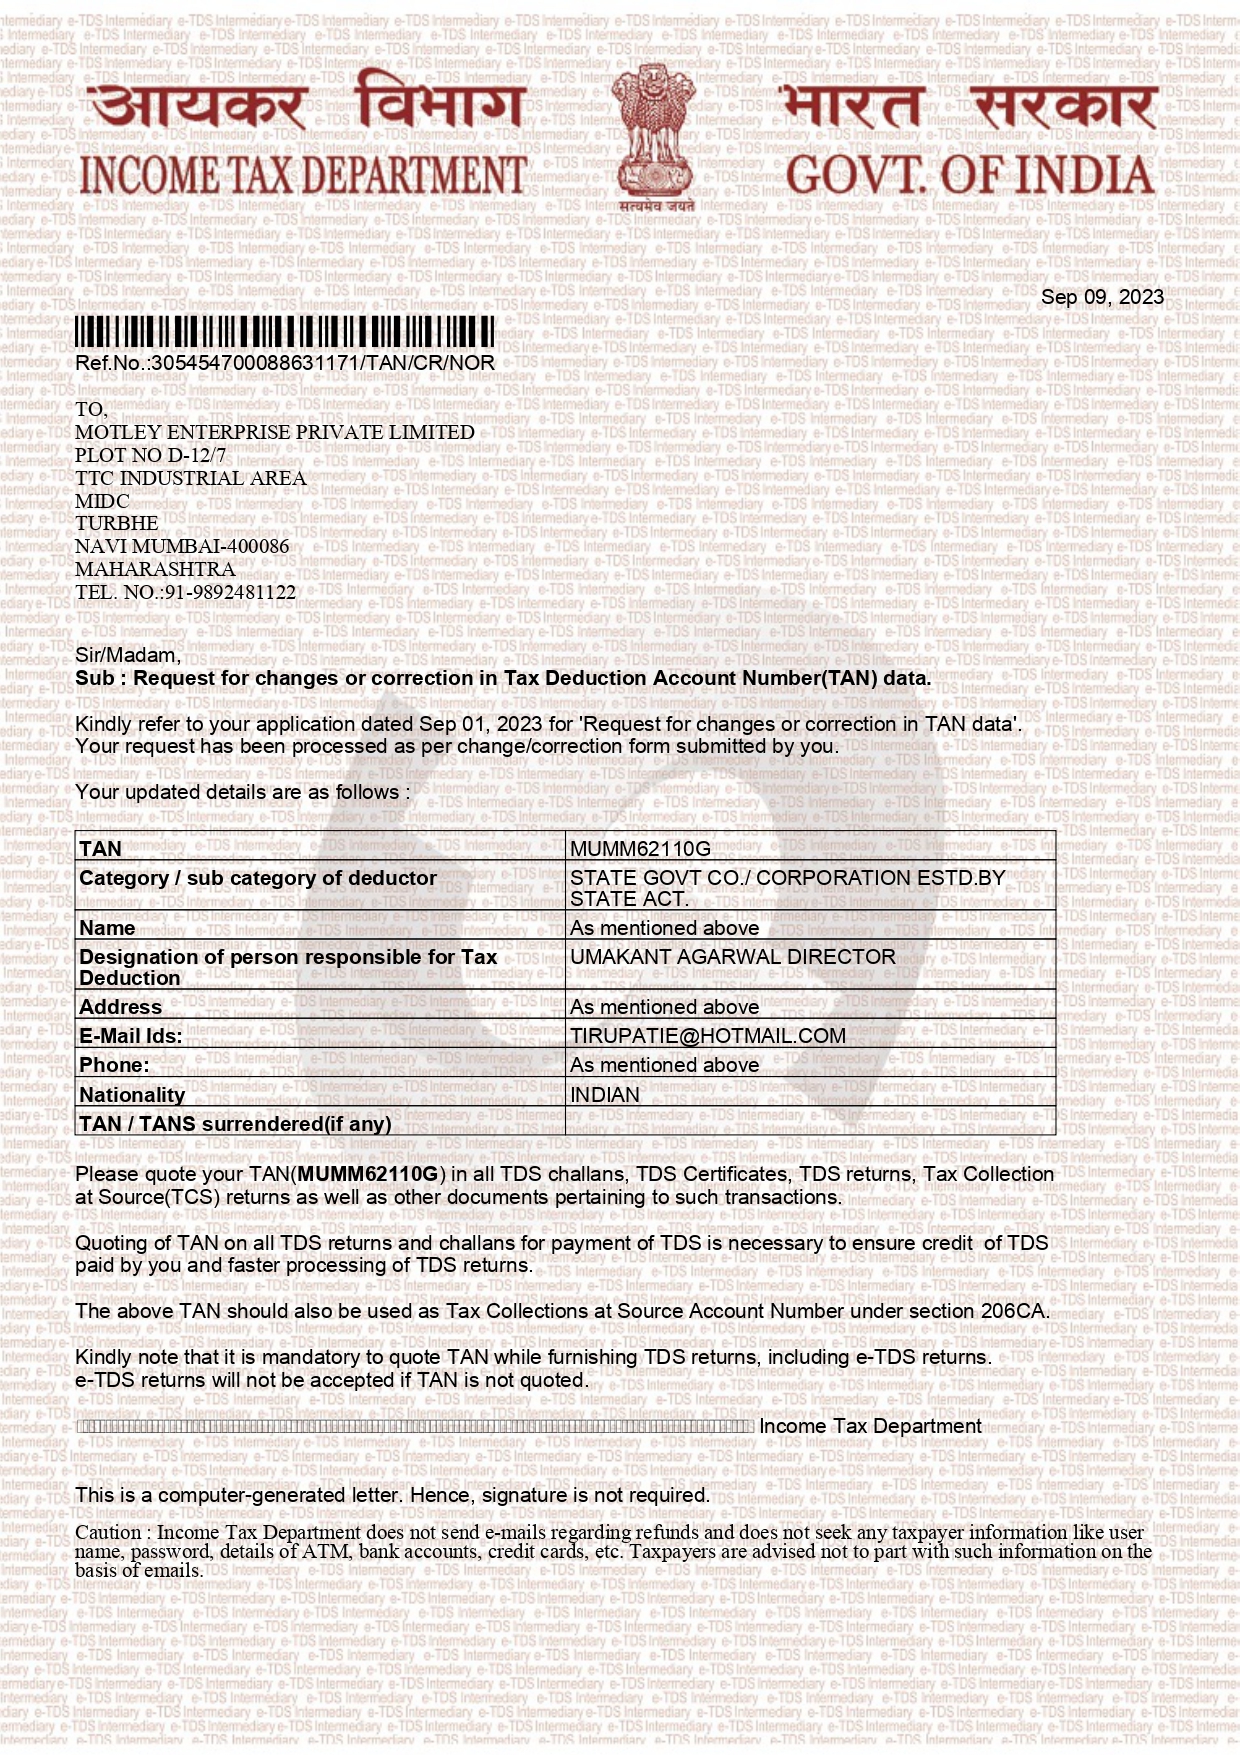 आयकर विभाग
INCOME TAX DEPARTMENT
सत्यमेव जयते
भारत सरकार
GOVT. OF INDIA
Sep 09, 2023
Ref.No.:305454700088631171/TAN/CR/NOR
TO,
MOTLEY ENTERPRISE PRIVATE LIMITED
PLOT NO D-12/7
TTC INDUSTRIAL AREA
MIDC
TURBHE
NAVI MUMBAI-400086
MAHARASHTRA
TEL. NO.:91-9892481122
Sir/Madam,
Sub : Request for changes or correction in Tax Deduction Account Number(TAN) data.
Kindly refer to your application dated Sep 01, 2023 for 'Request for changes or correction in TAN data'.
Your request has been processed as per change/correction form submitted by you.
Your updated details are as follows :
TAN MUMM62110G
Category / sub category of deductor STATE GOVT CO./ CORPORATION ESTD.BY
STATE ACT.
Name As mentioned above
Designation of person responsible for Tax UMAKANT AGARWAL DIRECTOR
Deduction
Address As mentioned above
E-Mail Ids: TIRUPATIE@HOTMAIL.COM
Phone: As mentioned above
Nationality INDIAN
TAN / TANS surrendered(if any)
Please quote your TAN(MUMM62110G) in all TDS challans, TDS Certificates, TDS returns, Tax Collection
at Source(TCS) returns as well as other documents pertaining to such transactions.
Quoting of TAN on all TDS returns and challans for payment of TDS is necessary to ensure credit of TDS
paid by you and faster processing of TDS returns.
The above TAN should also be used as Tax Collections at Source Account Number under section 206CA.
Kindly note that it is mandatory to quote TAN while furnishing TDS returns, including e-TDS returns.
e-TDS returns will not be accepted if TAN is not quoted.
Income Tax Department
This is a computer-generated letter. Hence, signature is not required.
Caution : Income Tax Department does not send e-mails regarding refunds and does not seek any taxpayer information like user
name, password, details of ATM, bank accounts, credit cards, etc. Taxpayers are advised not to part with such information on the
basis of emails.